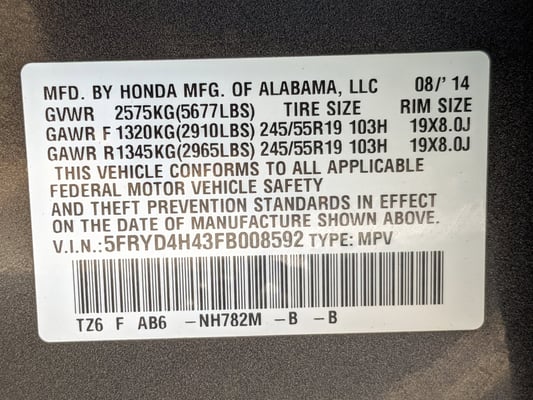 MFD. BY HONDA MFG. OF ALABAMA, LLC 08/'14
GVWR 2575KG(5677LBS) TIRE SIZE RIM SIZE
GAWR F 1320KG(2910LBS) 245/55R19 103H 19X8.0J
GAWR R1345KG(2965LBS) 245/55R19 103H 19X8.0J
THIS VEHICLE CONFORMS TO ALL APPLICABLE
FEDERAL MOTOR VEHICLE SAFETY
AND THEFT PREVENTION STANDARDS IN EFFECT
ON THE DATE OF MANUFACTURE SHOWN ABOVE.
V.I.N.:5FRYD4H43FB008592 TYPE: MPV
TZ6 F AB6 -NH782M -B -B